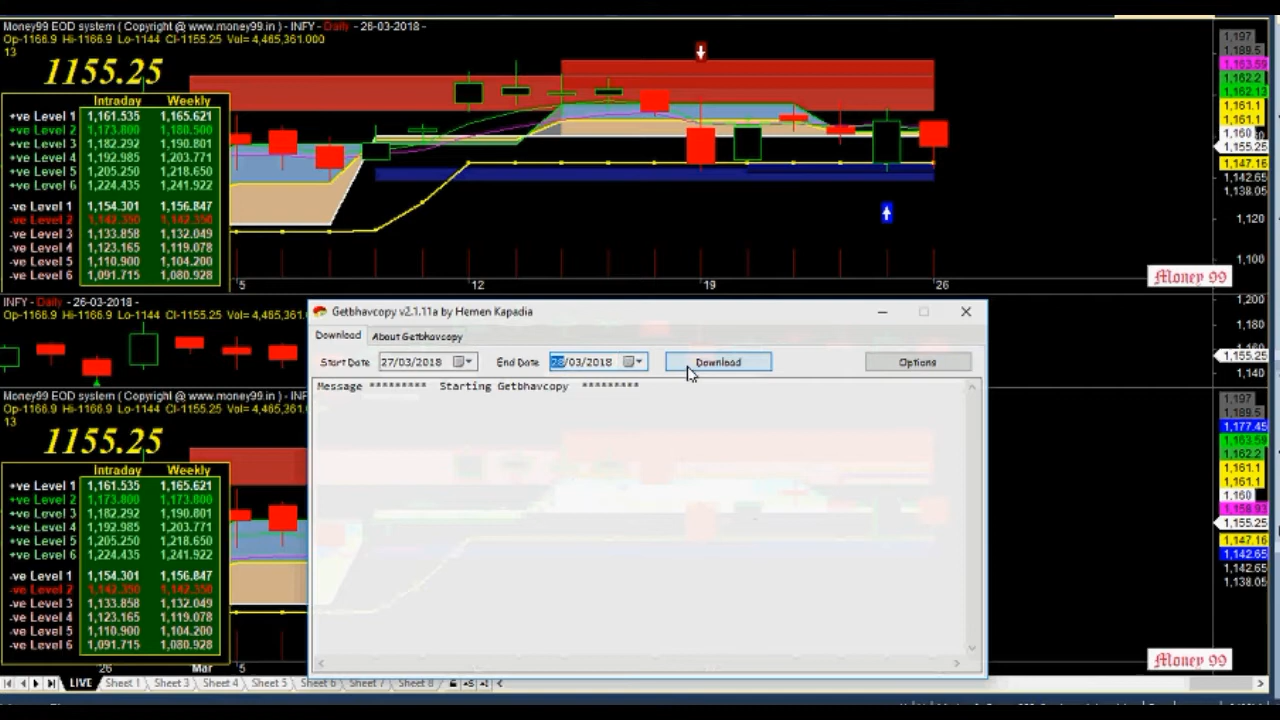 Money99 EOD system ( Copyright @ www.money99.in ) - INFY - Daily - 26-03-2018 -
Op-1166.9 Hi-1166.9 Lo-1144 Cl-1155.25 Vol= 4,465,361.000
13
1155.25
Intraday Weekly
+ve Level 1 1,161.535 1,165.621
+ve Level 2 1,173.800 1,180.500
+ve Level 3 1,182.292 1,190.801
+ve Level 4 1,192.985 1,203.771
+ve Level 5 1,205.250 1,218.650
+ve Level 6 1,224.435 1,241.922
-ve Level 1 1,154.301 1,156.847
-ve Level 2 1,142.350 1,142.350
-ve Level 3 1,133.858 1,132.049
-ve Level 4 1,123.165 1,119.078
-ve Level 5 1,110.900 1,104.200
-ve Level 6 1,091.715 1,080.928
5 12 19 26
1,197
1,189.5
1,163.59
1,162.2
1,162.13
1,161.1
1,160
1,155.25
1,147.16
1,142.65
1,138.05
1,120
1,100
Money 99
INFY - Daily - 26-03-2018 -
Op-1166.9 Hi-1166.9 Lo-1144 Cl-1155.25 Vol= 4,465,
1,200
1,180
1,160
1,155.25
1,140
Getbhavcopy v2.1.11a by Hemen Kapadia
Download About Getbhavcopy
Start Date 27/03/2018 End Date 28/03/2018 Download Options
Message ********* Starting Getbhavcopy *********
Money99 EOD system ( Copyright @ www.money99.in
Op-1166.9 Hi-1166.9 Lo-1144 Cl-1155.25 Vol= 4,465,
13
1155.25
Intraday Weekly
+ve Level 1 1,161.535 1,165.621
+ve Level 2 1,173.800 1,173.800
+ve Level 3 1,182.292 1,190.801
+ve Level 4 1,192.985 1,203.771
+ve Level 5 1,205.250 1,218.650
+ve Level 6 1,224.435 1,241.922
-ve Level 1 1,154.301 1,156.847
-ve Level 2 1,142.350 1,142.350
-ve Level 3 1,133.858 1,132.049
-ve Level 4 1,123.165 1,119.078
-ve Level 5 1,110.900 1,104.200
-ve Level 6 1,091.715 1,080.928
26 Mar 5
1,197
1,189.5
1,177.45
1,163.59
1,162.2
1,161.1
1,161.1
1,160
1,158.93
1,155.25
1,147.16
1,142.65
1,142.65
1,138.05
Money 99
LIVE Sheet 1 Sheet 3 Sheet 4 Sheet 5 Sheet 6 Sheet 7 Sheet 8